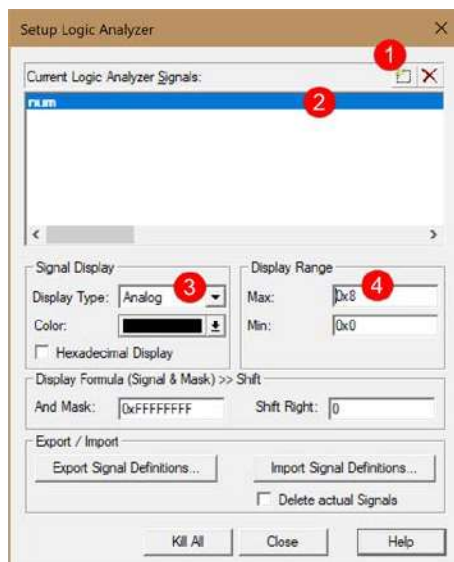 Setup Logic Analyzer
1
Current Logic Analyzer Signals:
num
2
Signal Display
Display Range
Display Type: Analog
3
Max: 0x8
4
Color:
Min: 0x0
Hexadecimal Display
Display Formula (Signal & Mask) >> Shift
And Mask: 0xFFFFFFFF Shift Right: 0
Export / Import
Export Signal Definitions... Import Signal Definitions...
Delete actual Signals
Kill All Close Help